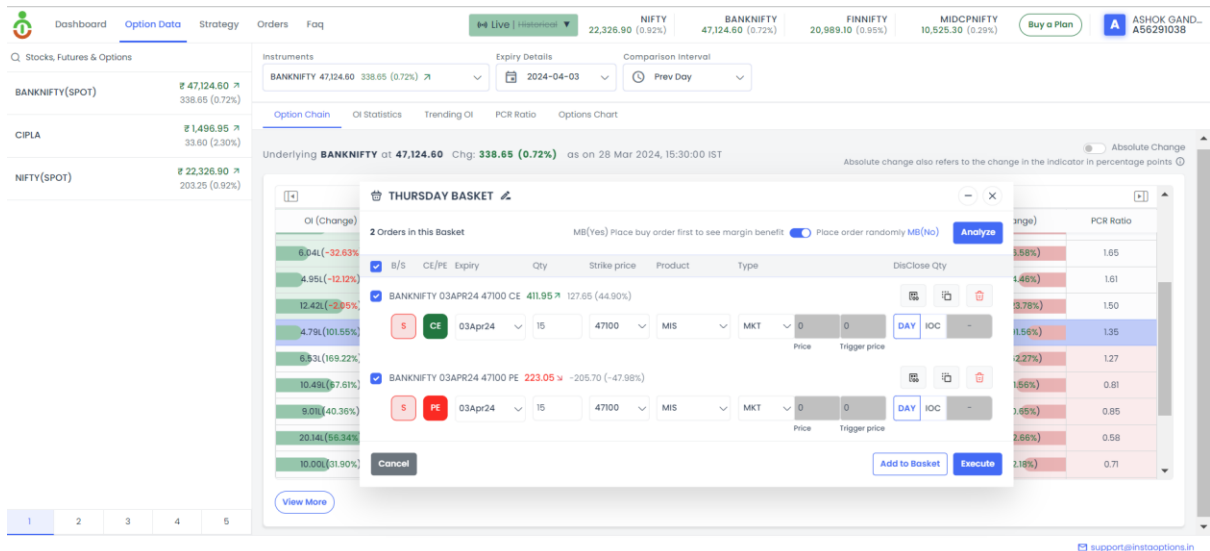 Dashboard Option Data Strategy Orders Faq Live | Historical ▼ NIFTY BANKNIFTY FINNIFTY MIDCPNIFTY Buy a Plan A ASHOK GAND...
22,326.90 (0.92%) 47,124.60 (0.72%) 20,989.10 (0.95%) 10,525.30 (0.29%) A56291038
Stocks, Futures & Options
Instruments Expiry Details Comparison Interval
BANKNIFTY 47,124.60 338.65 (0.72%) ↗ 2024-04-03 Prev Day
BANKNIFTY(SPOT) ₹ 47,124.60 ↗
338.65 (0.72%)
CIPLA ₹ 1,496.95 ↗
33.60 (2.30%)
NIFTY(SPOT) ₹ 22,326.90 ↗
203.25 (0.92%)
Option Chain OI Statistics Trending OI PCR Ratio Options Chart
Underlying BANKNIFTY at 47,124.60 Chg: 338.65 (0.72%) as on 28 Mar 2024, 15:30:00 IST
Absolute Change
Absolute change also refers to the change in the indicator in percentage points
OI (Change) PCR Ratio
6.04L(-32.63% 1.65
4.95L(-12.12%) 1.61
12.42L(-2.05% 1.50
4.79L(101.55%) 1.35
6.53L(169.22% 1.27
10.49L(67.61%) 0.81
9.01L(40.36%) 0.85
20.14L(56.34% 0.58
10.00L(31.90%) 0.71
THURSDAY BASKET
2 Orders in this Basket MB(Yes) Place buy order first to see margin benefit Place order randomly MB(No) Analyze
B/S CE/PE Expiry Qty Strike price Product Type DisClose Qty
BANKNIFTY 03APR24 47100 CE 411.95 ↗ 127.65 (44.90%)
S CE 03Apr24 15 47100 MIS MKT 0 0 DAY IOC -
Price Trigger price
BANKNIFTY 03APR24 47100 PE 223.05 ↘ -205.70 (-47.98%)
S PE 03Apr24 15 47100 MIS MKT 0 0 DAY IOC -
Price Trigger price
Cancel Add to Basket Execute
View More
1 2 3 4 5
support@instaoptions.in